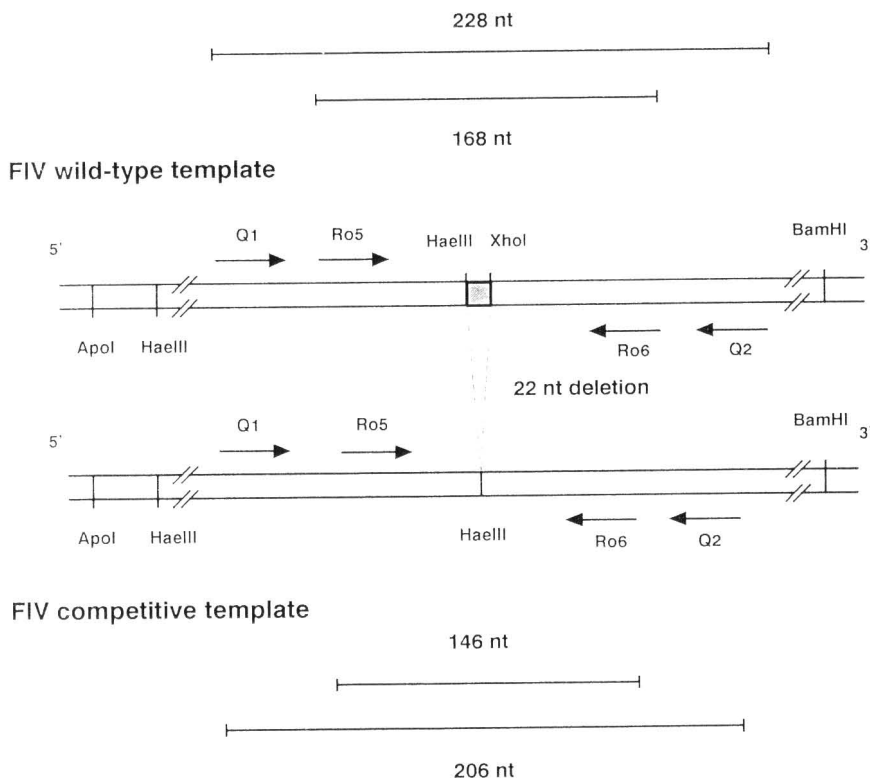 228 nt
168 nt
FIV wild-type template
5' Q1 Ro5 HaeIII XhoI BamHI 3'
ApoI HaeIII Ro6 Q2
22 nt deletion
5' Q1 Ro5 BamHI 3'
ApoI HaeIII HaeIII Ro6 Q2
FIV competitive template
146 nt
206 nt